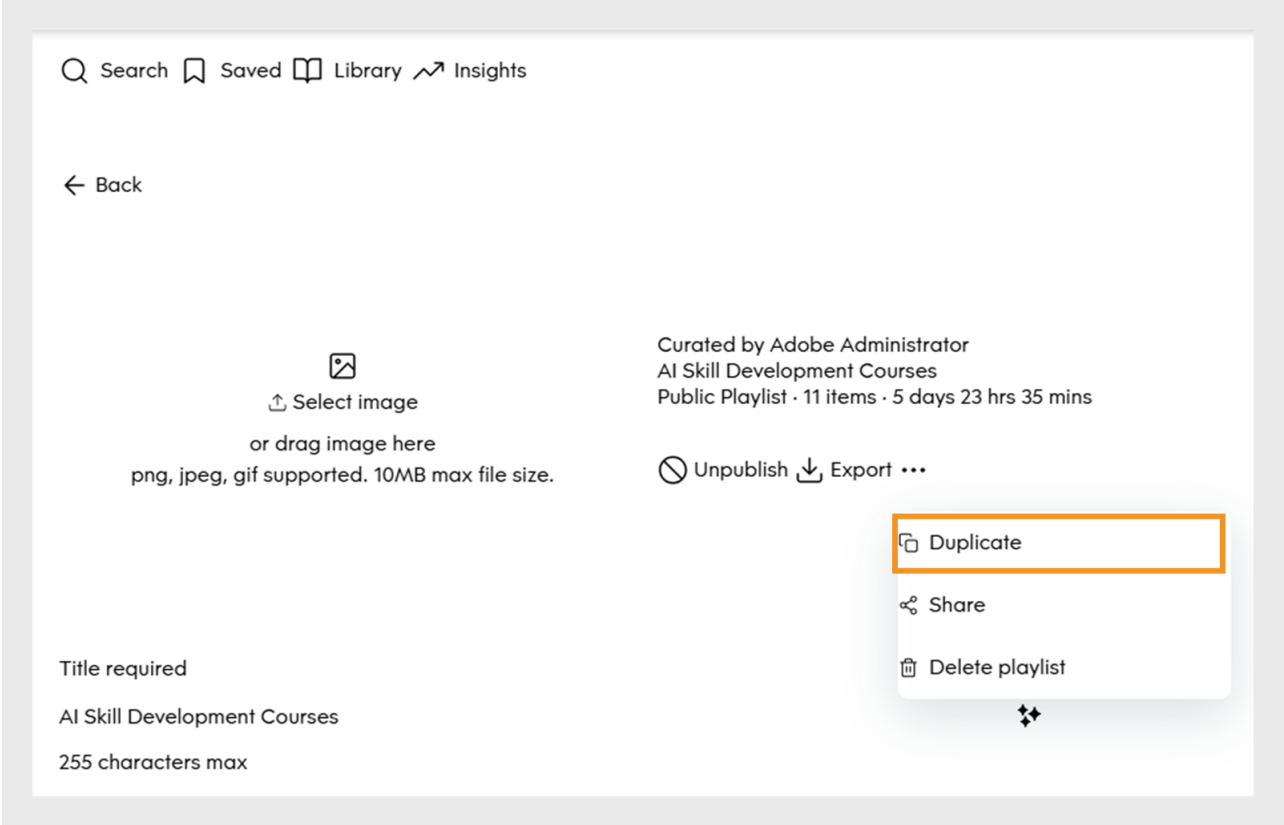 Search Saved Library Insights
Back
Select image
or drag image here
png, jpeg, gif supported. 10MB max file size.
Curated by Adobe Administrator
AI Skill Development Courses
Public Playlist · 11 items · 5 days 23 hrs 35 mins
Unpublish Export ...
Duplicate
Share
Delete playlist
Title required
AI Skill Development Courses
255 characters max